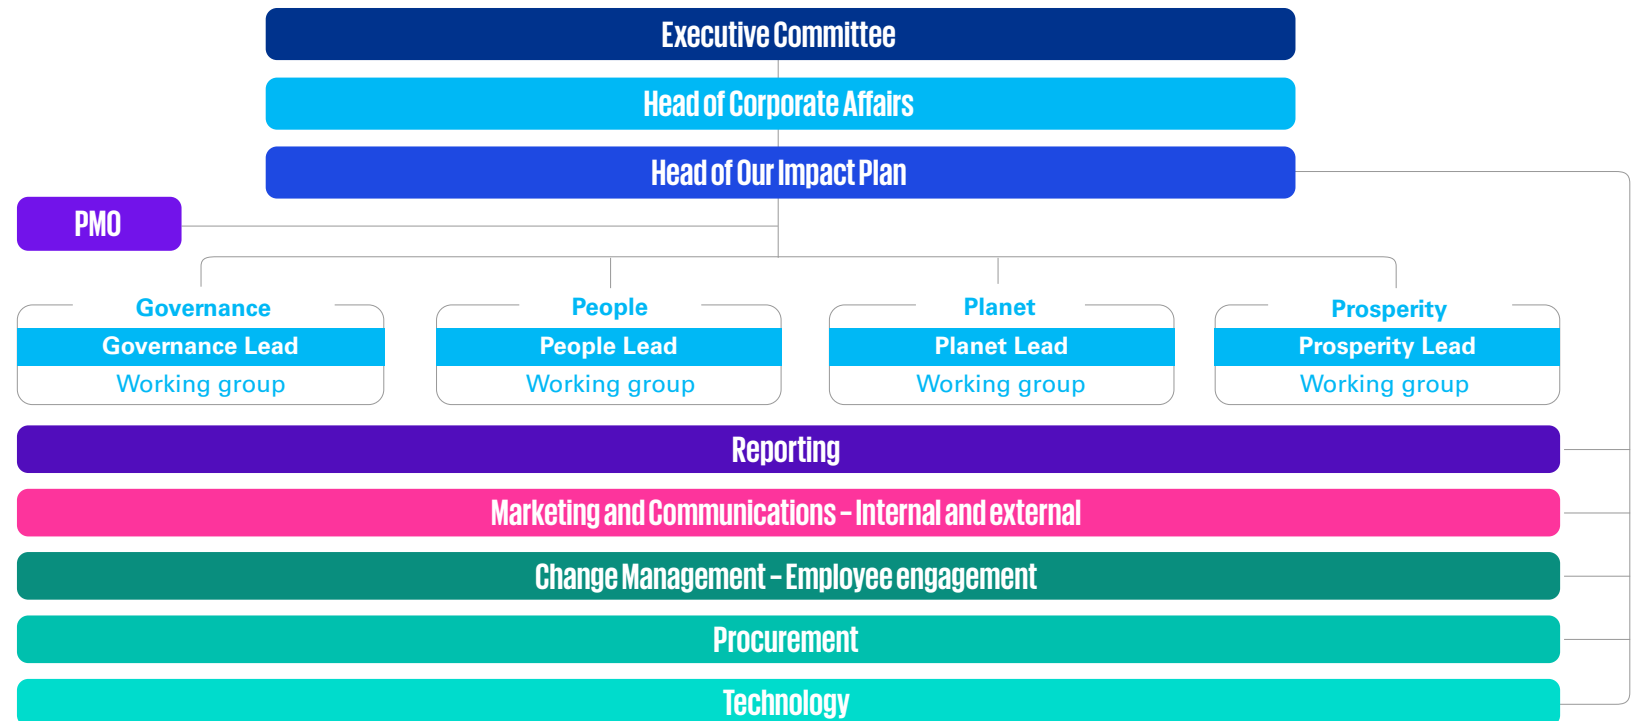 Executive Committee
Head of Corporate Affairs
Head of Our Impact Plan
PMO
Governance
Governance Lead
Working group
People
People Lead
Working group
Planet
Planet Lead
Working group
Prosperity
Prosperity Lead
Working group
Reporting
Marketing and Communications – Internal and external
Change Management – Employee engagement
Procurement
Technology